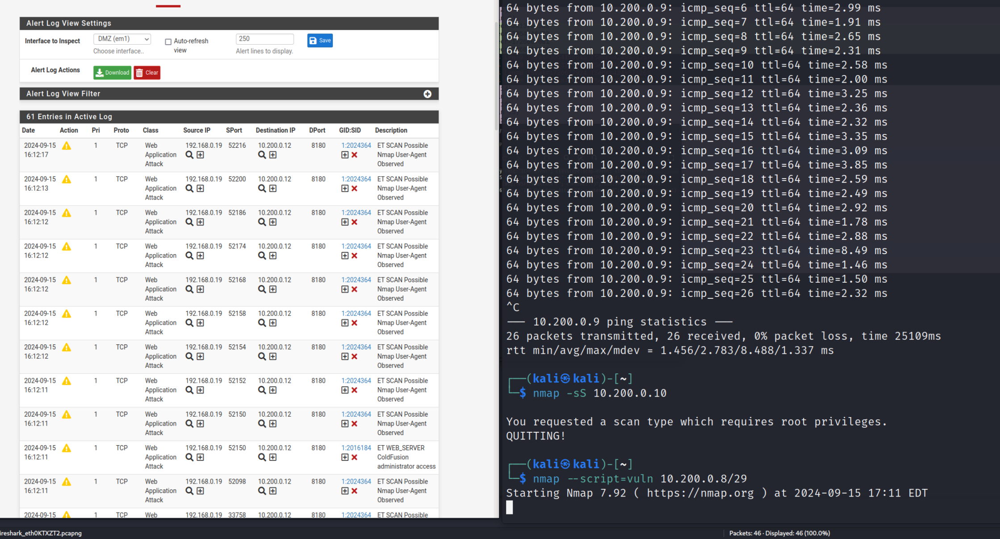 Alert Log View Settings
Interface to Inspect
DMZ (em1)
Choose interface..
Auto-refresh
view
250
Alert lines to display.
Save
Alert Log Actions
Download
Clear
Alert Log View Filter
61 Entries in Active Log
Date Action Pri Proto Class Source IP SPort Destination IP DPort GID:SID Description
2024-09-15 1 TCP Web 192.168.0.19 52216 10.200.0.12 8180 1:2024364 ET SCAN Possible
16:12:17 Application Nmap User-Agent
Attack Observed
2024-09-15 1 TCP Web 192.168.0.19 52200 10.200.0.12 8180 1:2024364 ET SCAN Possible
16:12:13 Application Nmap User-Agent
Attack Observed
2024-09-15 1 TCP Web 192.168.0.19 52186 10.200.0.12 8180 1:2024364 ET SCAN Possible
16:12:12 Application Nmap User-Agent
Attack Observed
2024-09-15 1 TCP Web 192.168.0.19 52174 10.200.0.12 8180 1:2024364 ET SCAN Possible
16:12:12 Application Nmap User-Agent
Attack Observed
2024-09-15 1 TCP Web 192.168.0.19 52168 10.200.0.12 8180 1:2024364 ET SCAN Possible
16:12:12 Application Nmap User-Agent
Attack Observed
2024-09-15 1 TCP Web 192.168.0.19 52158 10.200.0.12 8180 1:2024364 ET SCAN Possible
16:12:12 Application Nmap User-Agent
Attack Observed
2024-09-15 1 TCP Web 192.168.0.19 52154 10.200.0.12 8180 1:2024364 ET SCAN Possible
16:12:12 Application Nmap User-Agent
Attack Observed
2024-09-15 1 TCP Web 192.168.0.19 52152 10.200.0.12 8180 1:2024364 ET SCAN Possible
16:12:11 Application Nmap User-Agent
Attack Observed
2024-09-15 1 TCP Web 192.168.0.19 52150 10.200.0.12 8180 1:2024364 ET SCAN Possible
16:12:11 Application Nmap User-Agent
Attack Observed
2024-09-15 1 TCP Web 192.168.0.19 52150 10.200.0.12 8180 1:2016184 ET WEB_SERVER
16:12:11 Application ColdFusion
Attack administrator access
2024-09-15 1 TCP Web 192.168.0.19 52098 10.200.0.12 8180 1:2024364 ET SCAN Possible
16:12:11 Application Nmap User-Agent
Attack Observed
2024-09-15 1 TCP Web 192.168.0.19 33758 10.200.0.12 8180 1:2024364 ET SCAN Possible
64 bytes from 10.200.0.9: icmp_seq=6 ttl=64 time=2.99 ms
64 bytes from 10.200.0.9: icmp_seq=7 ttl=64 time=1.91 ms
64 bytes from 10.200.0.9: icmp_seq=8 ttl=64 time=2.65 ms
64 bytes from 10.200.0.9: icmp_seq=9 ttl=64 time=2.31 ms
64 bytes from 10.200.0.9: icmp_seq=10 ttl=64 time=2.58 ms
64 bytes from 10.200.0.9: icmp_seq=11 ttl=64 time=2.00 ms
64 bytes from 10.200.0.9: icmp_seq=12 ttl=64 time=3.25 ms
64 bytes from 10.200.0.9: icmp_seq=13 ttl=64 time=2.36 ms
64 bytes from 10.200.0.9: icmp_seq=14 ttl=64 time=2.32 ms
64 bytes from 10.200.0.9: icmp_seq=15 ttl=64 time=3.35 ms
64 bytes from 10.200.0.9: icmp_seq=16 ttl=64 time=3.09 ms
64 bytes from 10.200.0.9: icmp_seq=17 ttl=64 time=3.85 ms
64 bytes from 10.200.0.9: icmp_seq=18 ttl=64 time=2.59 ms
64 bytes from 10.200.0.9: icmp_seq=19 ttl=64 time=2.49 ms
64 bytes from 10.200.0.9: icmp_seq=20 ttl=64 time=2.92 ms
64 bytes from 10.200.0.9: icmp_seq=21 ttl=64 time=1.78 ms
64 bytes from 10.200.0.9: icmp_seq=22 ttl=64 time=2.88 ms
64 bytes from 10.200.0.9: icmp_seq=23 ttl=64 time=8.49 ms
64 bytes from 10.200.0.9: icmp_seq=24 ttl=64 time=1.46 ms
64 bytes from 10.200.0.9: icmp_seq=25 ttl=64 time=1.50 ms
64 bytes from 10.200.0.9: icmp_seq=26 ttl=64 time=2.32 ms
^C
--- 10.200.0.9 ping statistics ---
26 packets transmitted, 26 received, 0% packet loss, time 25109ms
rtt min/avg/max/mdev = 1.456/2.783/8.488/1.337 ms
┌──(kali㉿kali)-[~]
└─$ nmap -sS 10.200.0.10
You requested a scan type which requires root privileges.
QUITTING!
┌──(kali㉿kali)-[~]
└─$ nmap --script=vuln 10.200.0.8/29
Starting Nmap 7.92 ( https://nmap.org ) at 2024-09-15 17:11 EDT
ireshark_eth0KTXZT2.pcapng
Packets: 46 · Displayed: 46 (100.0%)